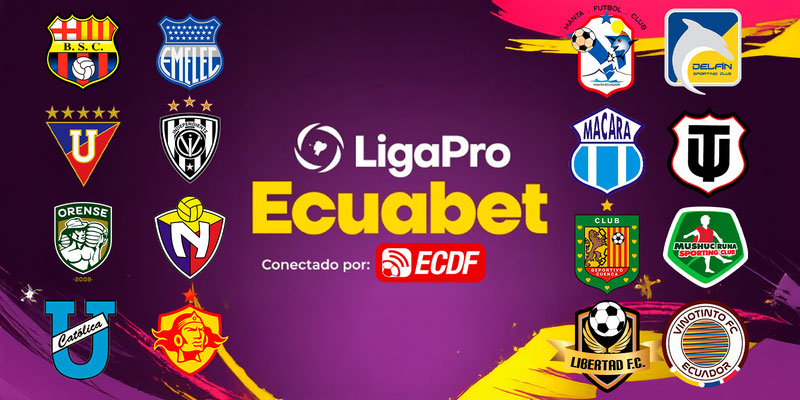 B. S. C.
EMELEC
U
INDEPENDIENTE
ORENSE
·2009·
N
U
Católica
LigaPro
Ecuabet
Conectado por: ECDF
MANTA · FUTBOL · CLUB
DELFÍN
SPORTING CLUB
MACARÁ
CLUB
DEPORTIVO
CUENCA
MUSHUC RUNA
SPORTING CLUB
LIBERTAD F.C.
VINOTINTO FC
ECUADOR